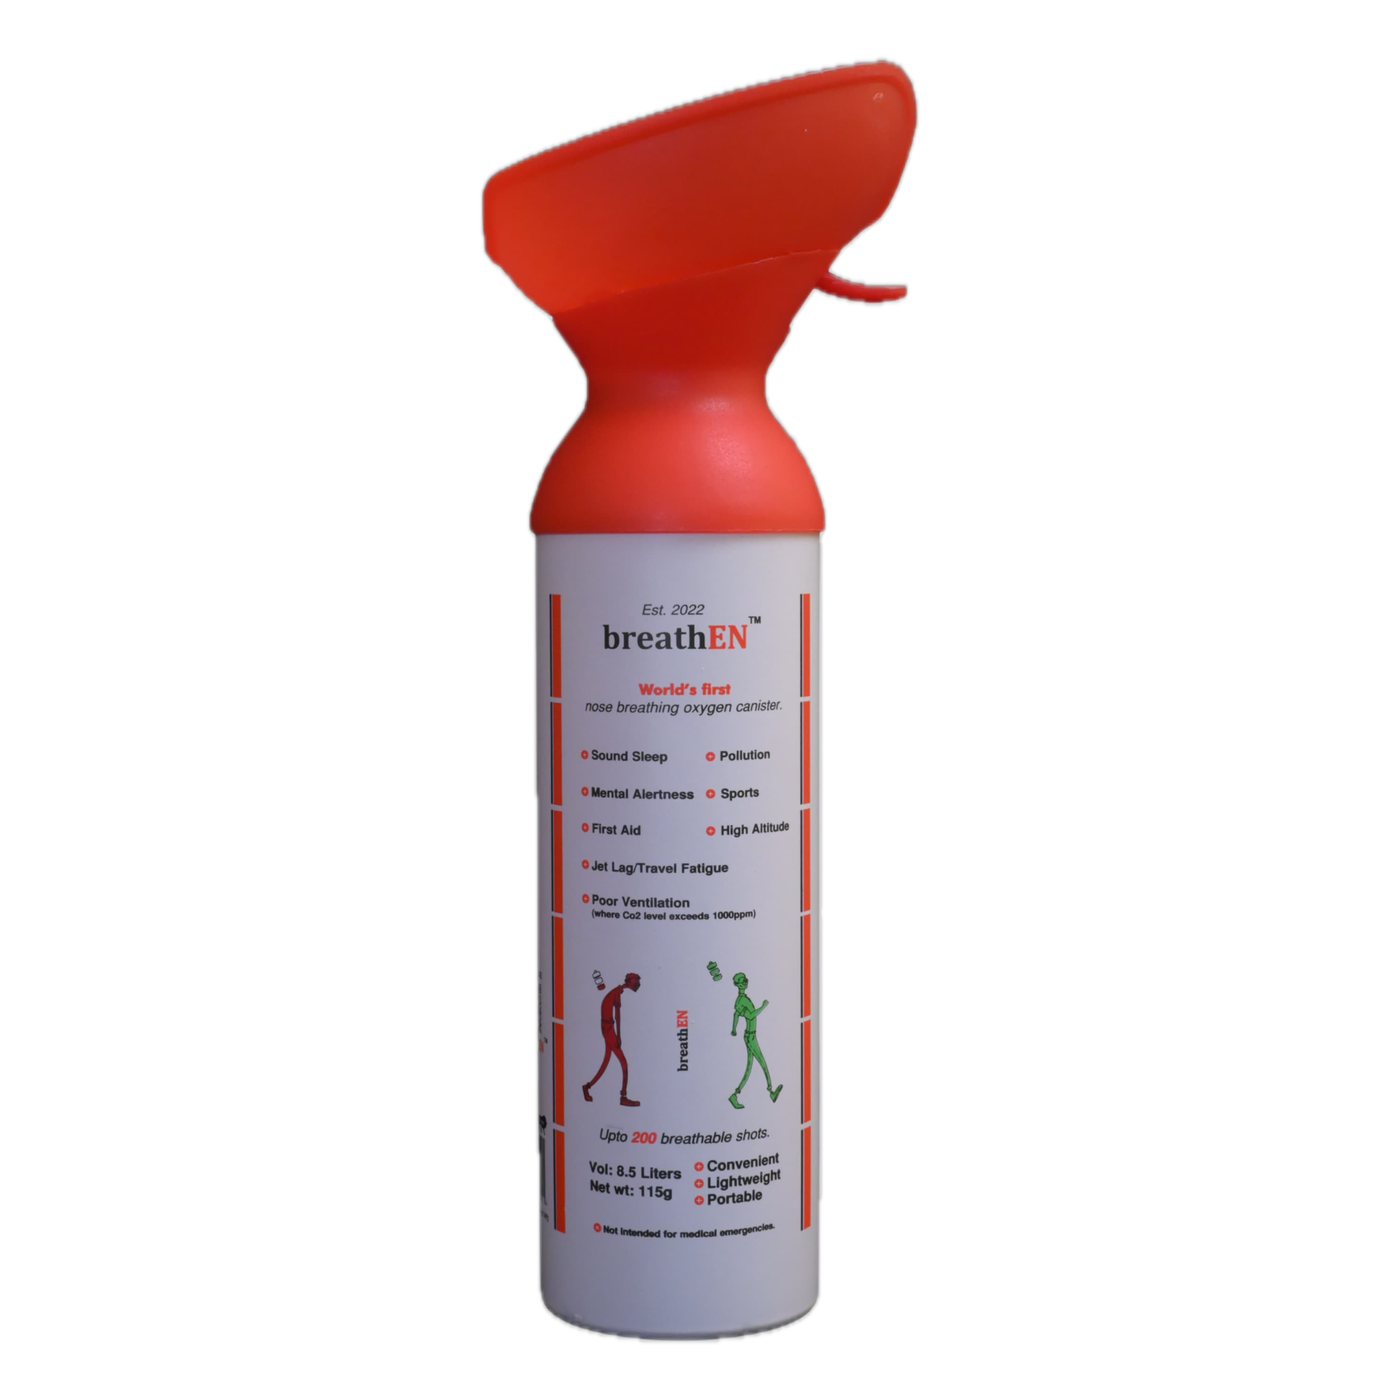 Est. 2022
breathEN™
World's first
nose breathing oxygen canister.
Sound Sleep
Pollution
Mental Alertness
Sports
First Aid
High Altitude
Jet Lag/Travel Fatigue
Poor Ventilation
(where Co2 level exceeds 1000ppm)
breathEN
Upto 200 breathable shots.
Vol: 8.5 Liters
Net wt: 115g
Convenient
Lightweight
Portable
Not intended for medical emergencies.